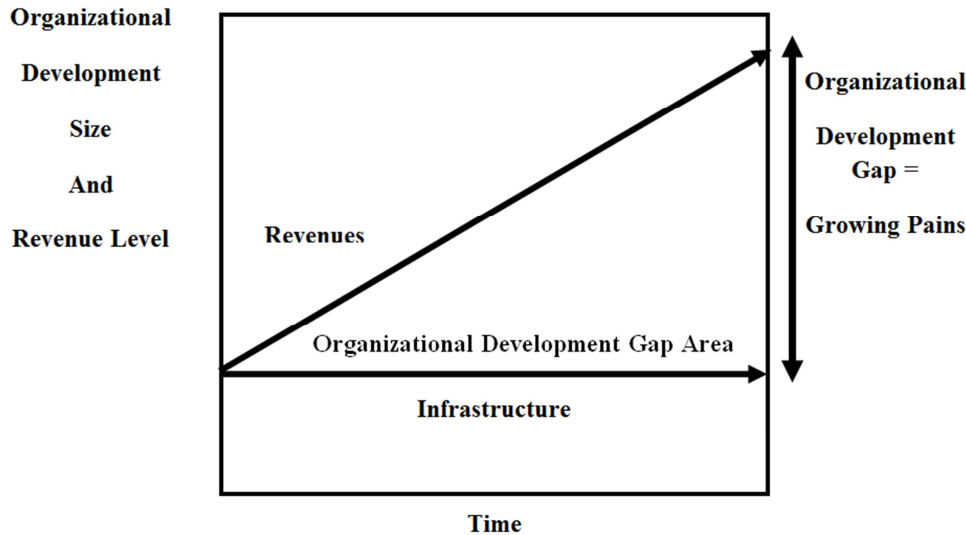 Organizational
Development
Size
And
Revenue Level
Revenues
Organizational Development Gap Area
Infrastructure
Time
Organizational
Development
Gap =
Growing Pains